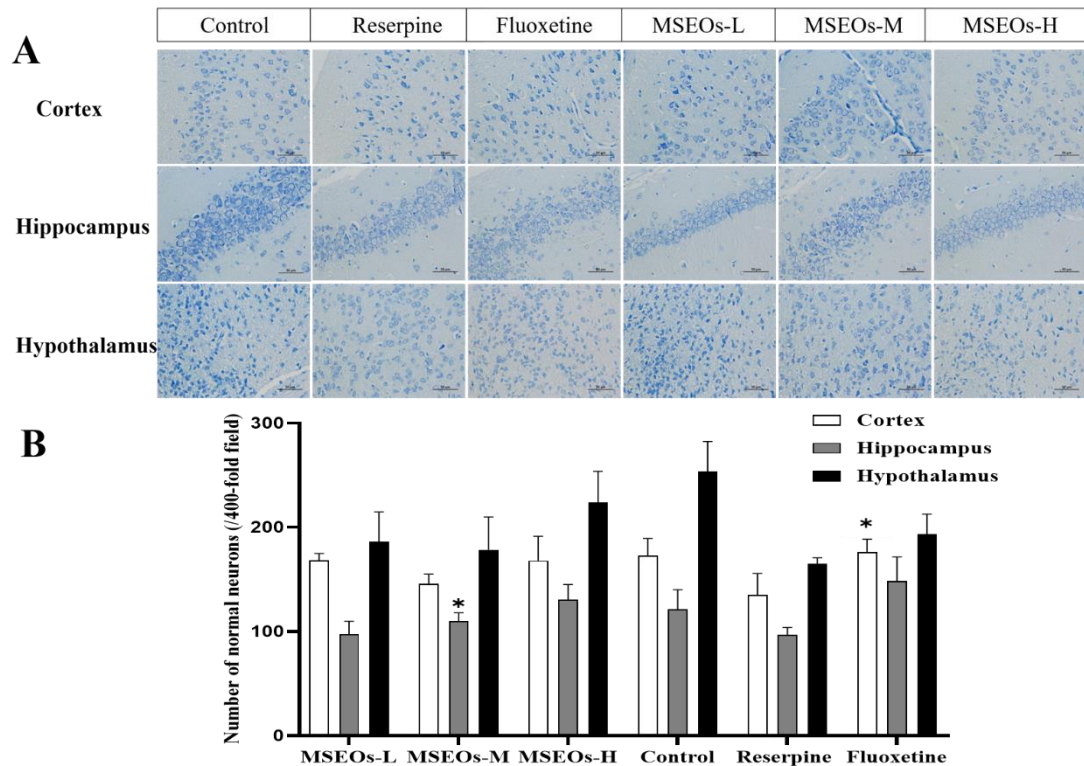 Control Reserpine Fluoxetine MSEOs-L MSEOs-M MSEOs-H
A
Cortex
Hippocampus
Hypothalamus
B
Number of normal neurons (/400-fold field)
300
200
100
0
Cortex
Hippocampus
Hypothalamus
*
*
MSEOs-L MSEOs-M MSEOs-H Control Reserpine Fluoxetine